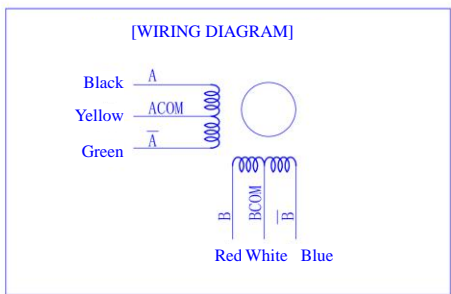 [WIRING DIAGRAM]
Black A
Yellow ACOM
Green A̅
B BCOM B̅
Red White Blue